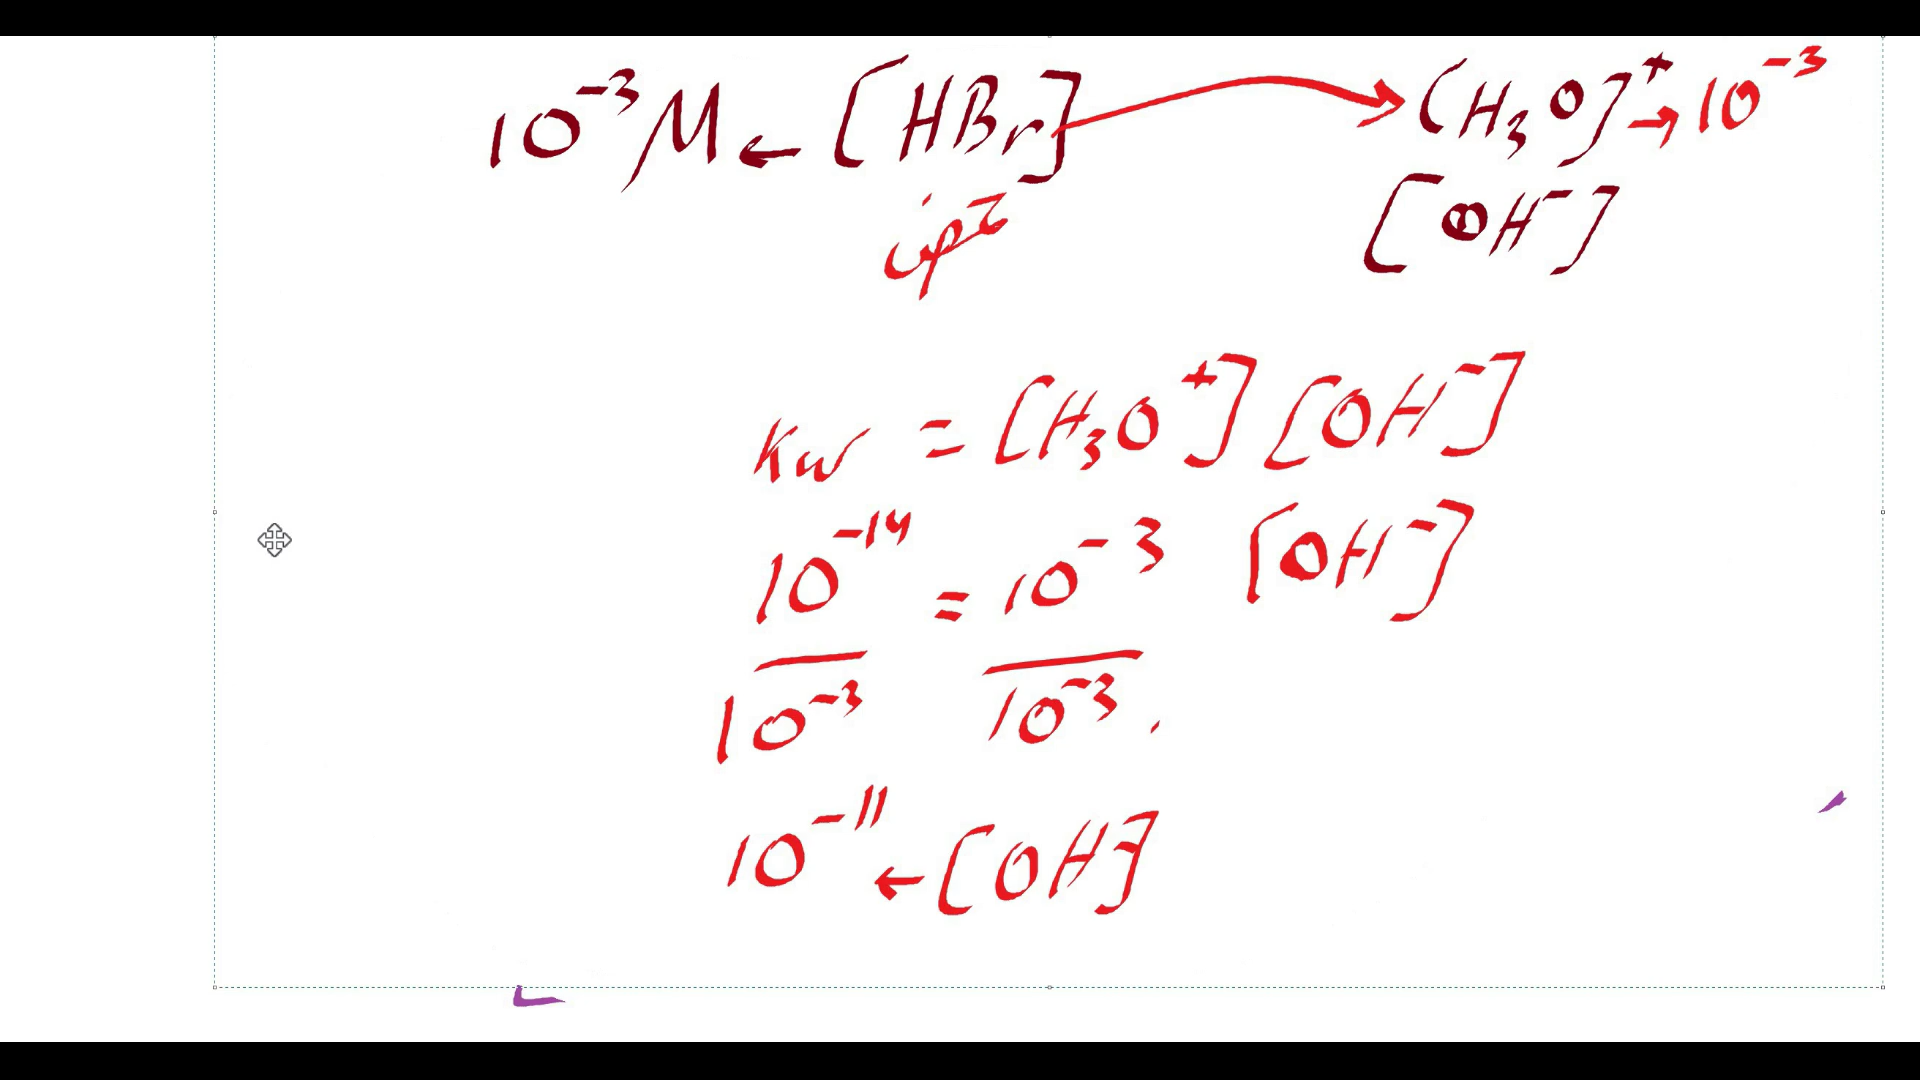 10⁻³M ← [HBr] → [H₃O]⁺ → 10⁻³
[OH⁻]
Kw = [H₃O⁺] [OH⁻]
10⁻¹⁴ = 10⁻³ [OH⁻]
10⁻³ 10⁻³
10⁻¹¹ ← [OH⁻]